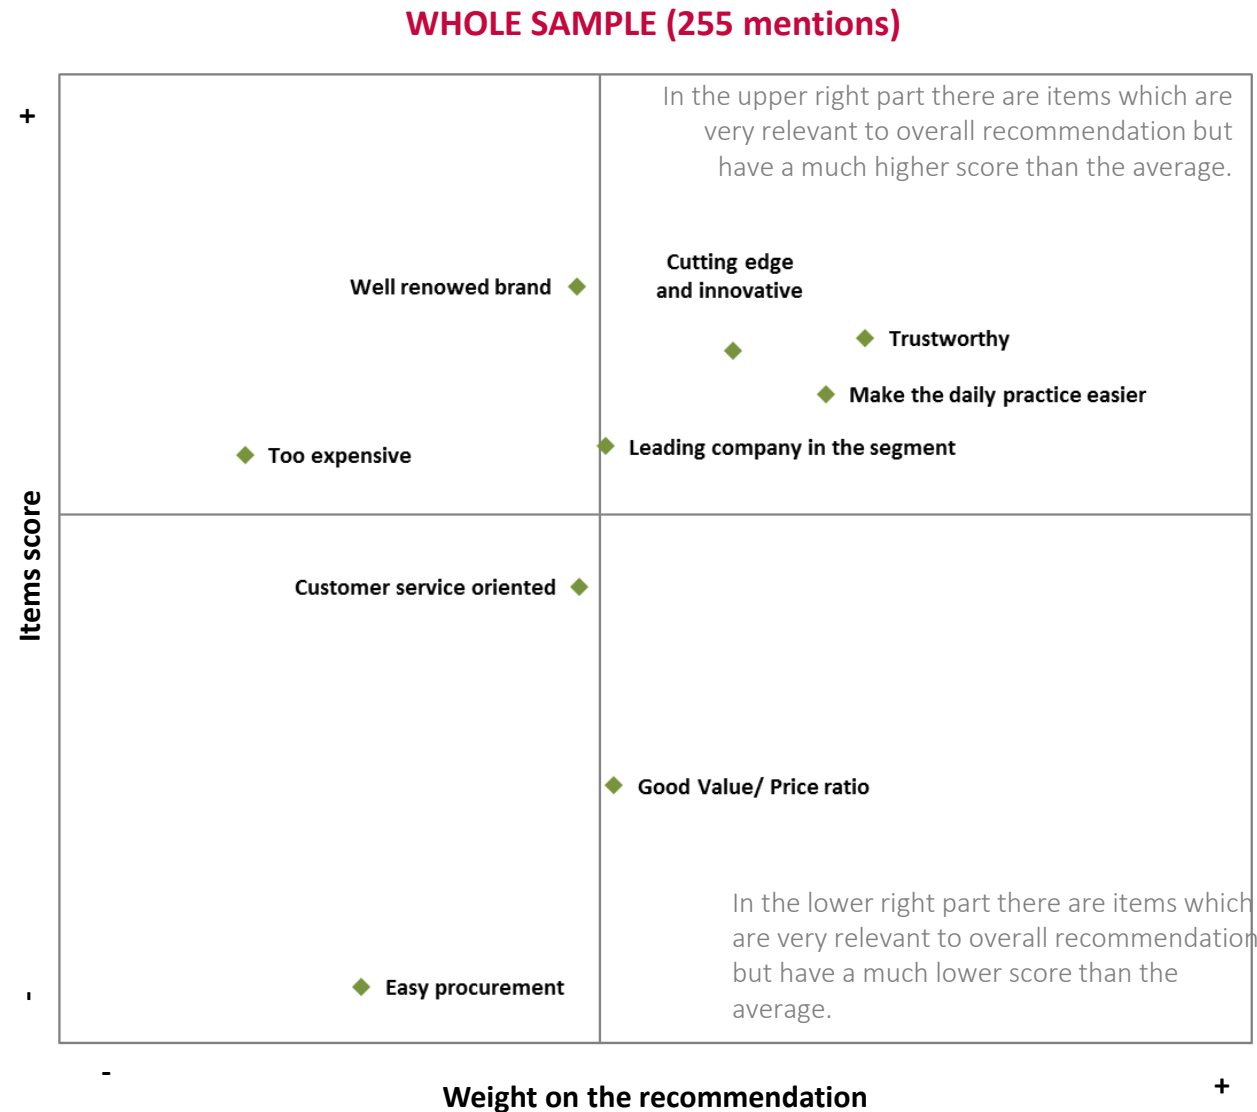 WHOLE SAMPLE (255 mentions)
+
In the upper right part there are items which are
very relevant to overall recommendation but
have a much higher score than the average.
Cutting edge
and innovative
Well renowed brand
Trustworthy
Make the daily practice easier
Leading company in the segment
Too expensive
Items score
Customer service oriented
Good Value/ Price ratio
In the lower right part there are items which
are very relevant to overall recommendation
but have a much lower score than the
average.
Easy procurement
-
-
+
Weight on the recommendation